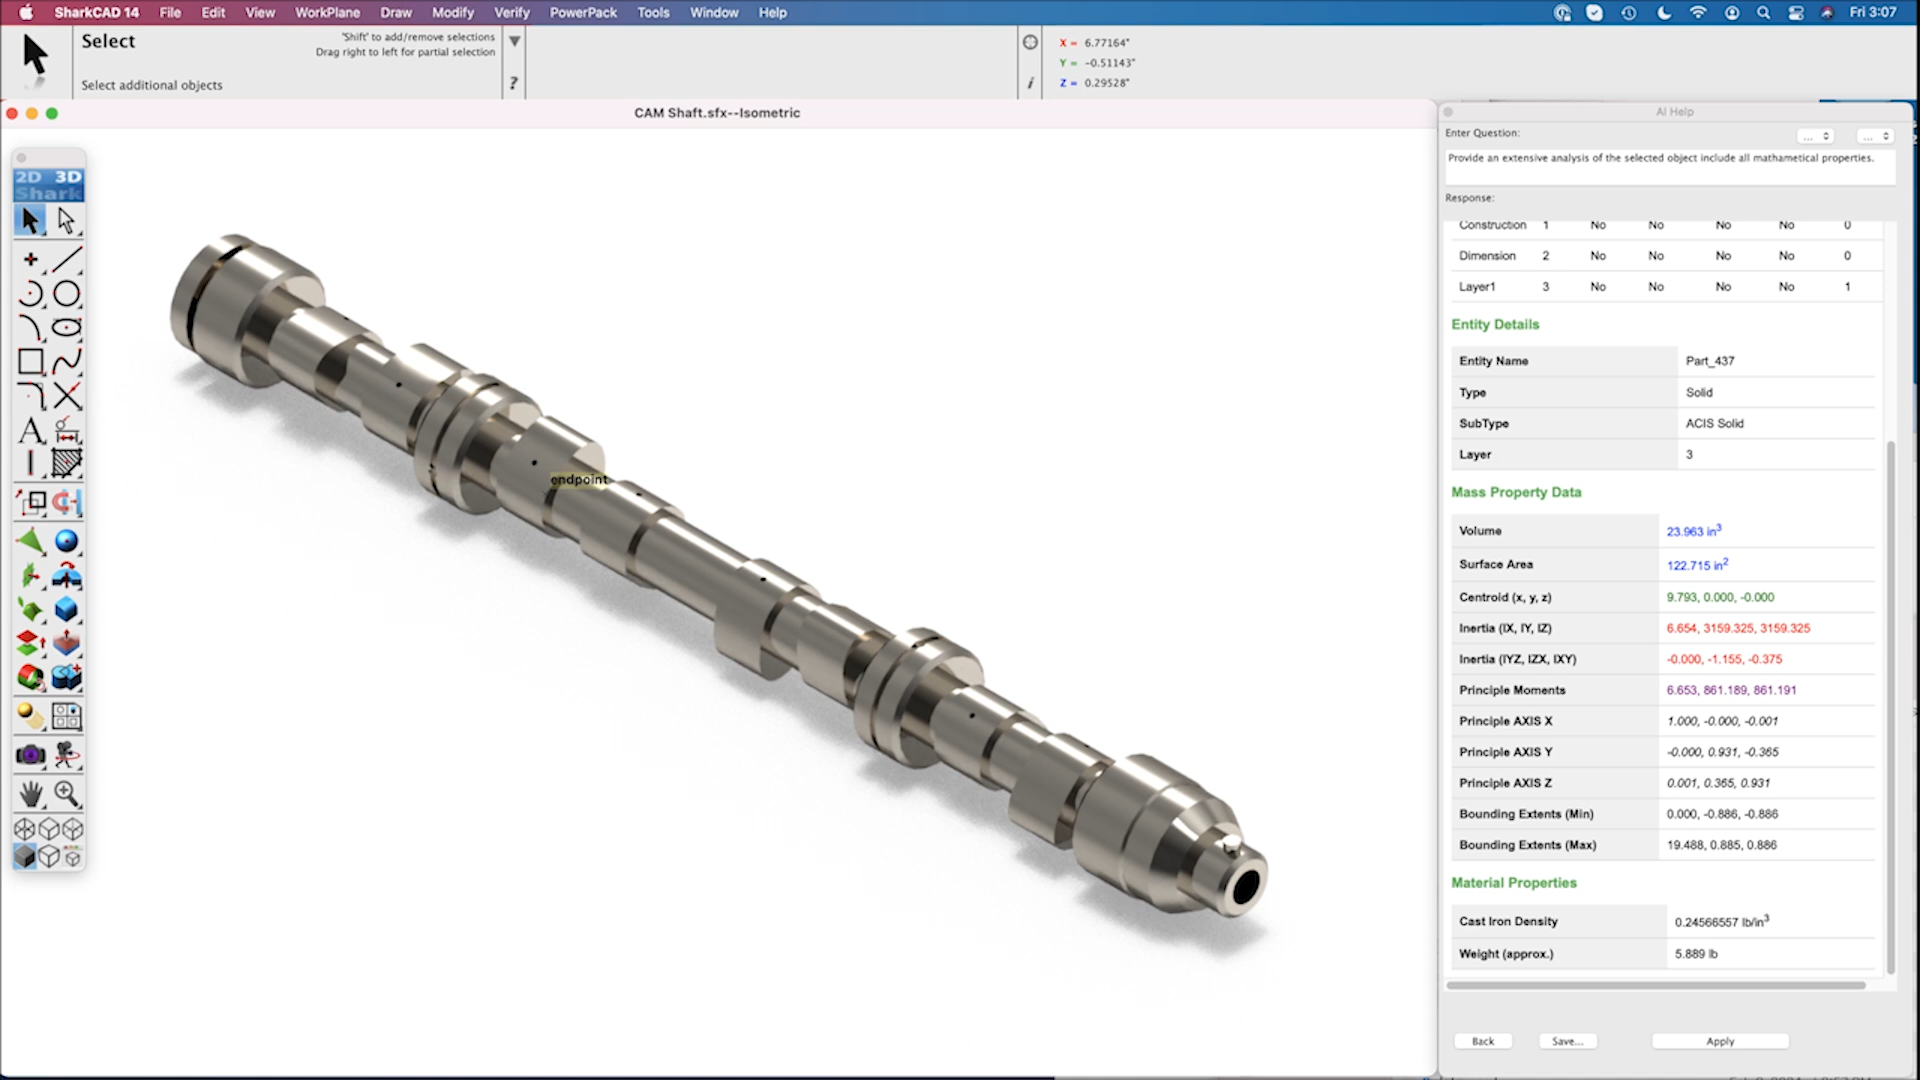 SharkCAD 14 File Edit View WorkPlane Draw Modify Verify PowerPack Tools Window Help Fri 3:07
Select
'Shift' to add/remove selections
Drag right to left for partial selection
Select additional objects
?
i
X = 6.77164"
Y = -0.51143"
Z = 0.29528"
CAM Shaft.sfx--Isometric
2D 3D
Shark
A
endpoint
AI Help
Enter Question:
...
...
Provide an extensive analysis of the selected object include all mathametical properties.
Response:
Construction 1 No No No No 0
Dimension 2 No No No No 0
Layer1 3 No No No No 1
Entity Details
Entity Name Part_437
Type Solid
SubType ACIS Solid
Layer 3
Mass Property Data
Volume 23.963 in³
Surface Area 122.715 in²
Centroid (x, y, z) 9.793, 0.000, -0.000
Inertia (IX, IY, IZ) 6.654, 3159.325, 3159.325
Inertia (IYZ, IZX, IXY) -0.000, -1.155, -0.375
Principle Moments 6.653, 861.189, 861.191
Principle AXIS X 1.000, -0.000, -0.001
Principle AXIS Y -0.000, 0.931, -0.365
Principle AXIS Z 0.001, 0.365, 0.931
Bounding Extents (Min) 0.000, -0.886, -0.886
Bounding Extents (Max) 19.488, 0.885, 0.886
Material Properties
Cast Iron Density 0.24566557 lb/in³
Weight (approx.) 5.889 lb
Back Save... Apply